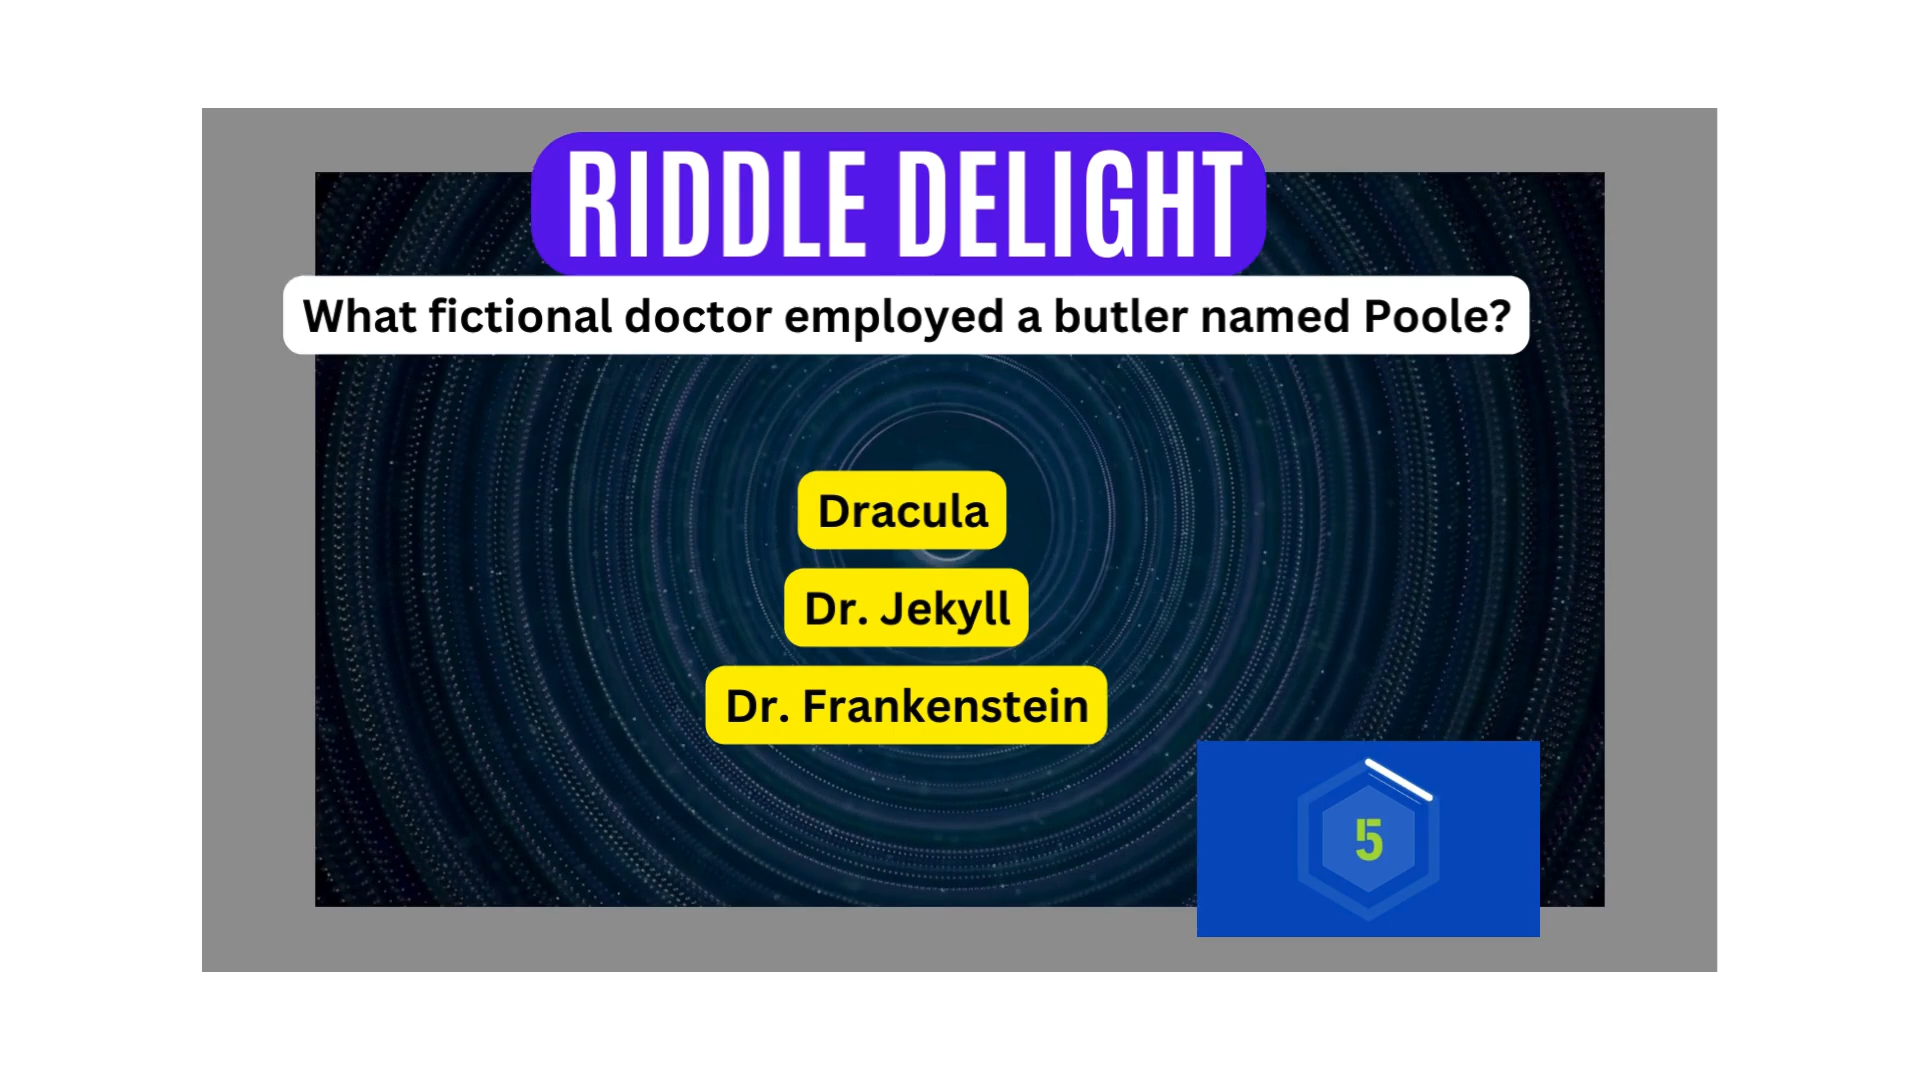 RIDDLE DELIGHT
What fictional doctor employed a butler named Poole?
Dracula
Dr. Jekyll
Dr. Frankenstein
5